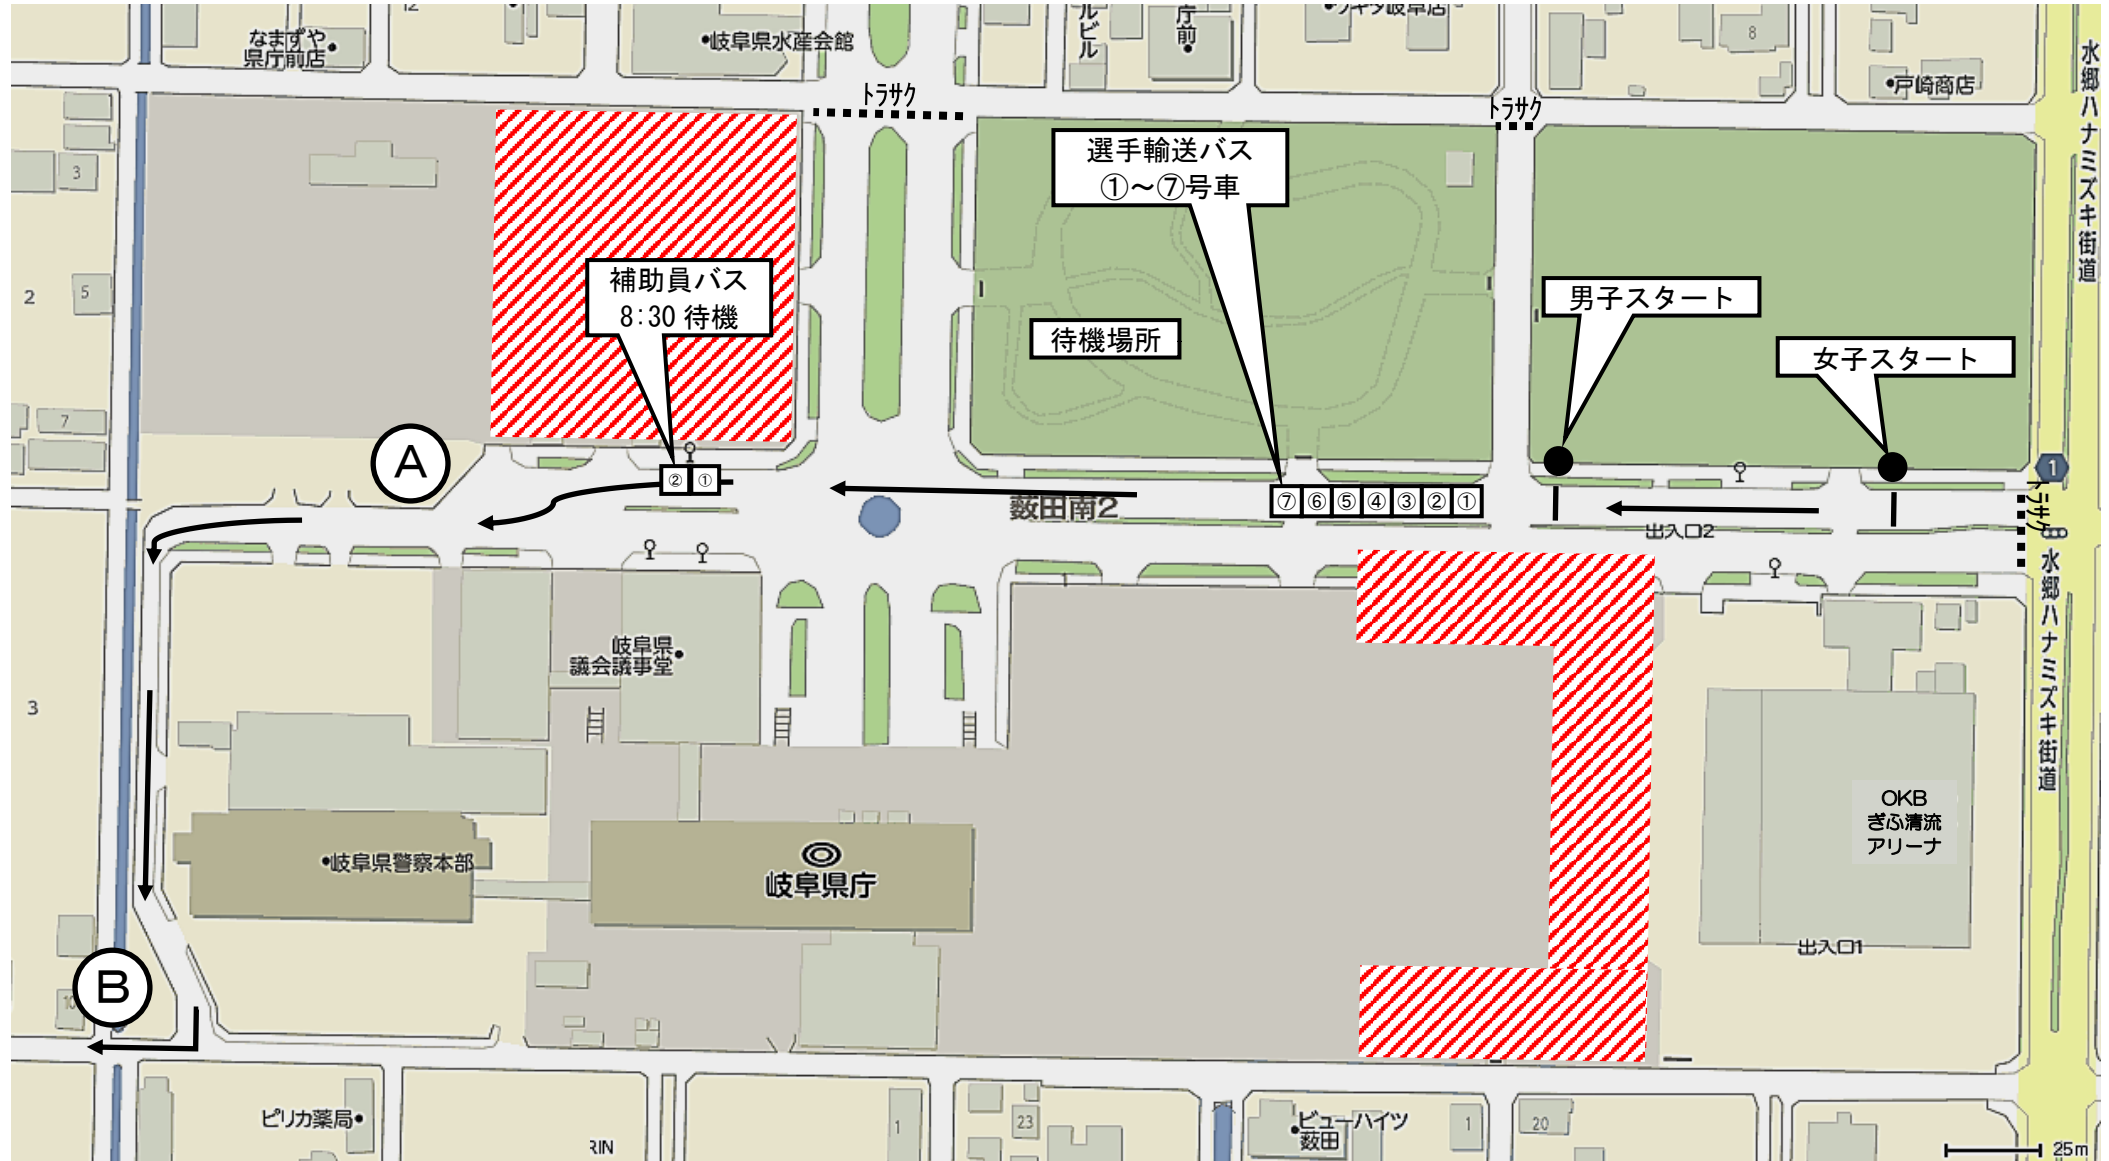 12
なまずや
県庁前店
岐阜県水産会館
ルビル
庁前
8
戸崎商店
水郷ハナミズキ街道
トラサク
トラサク
選手輸送バス
①～⑦号車
3
補助員バス
8:30 待機
2
5
男子スタート
待機場所
女子スタート
7
A
1
② ①
⑦ ⑥ ⑤ ④ ③ ② ①
薮田南2
トラサク
出入口2
水郷ハナミズキ街道
岐阜県
議会議事堂
3
OKB
ぎふ清流
アリーナ
岐阜県警察本部
岐阜県庁
出入口1
B
10
ピリカ薬局
RIN
1
23
ビューハイツ
薮田
1
20
25m